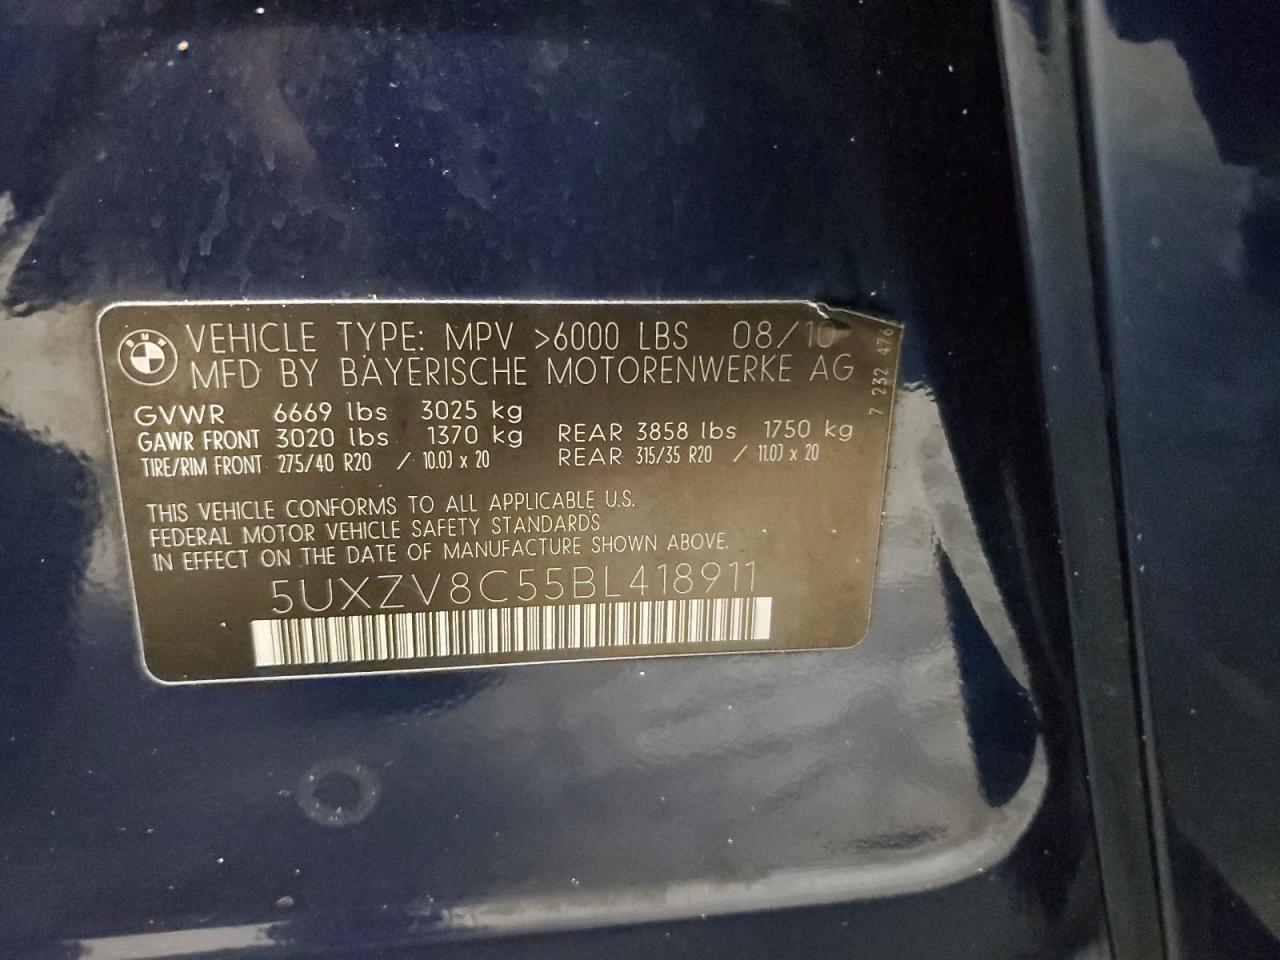 BMW
VEHICLE TYPE: MPV >6000 LBS 08/10
MFD BY BAYERISCHE MOTORENWERKE AG
GVWR 6669 lbs 3025 kg
GAWR FRONT 3020 lbs 1370 kg REAR 3858 lbs 1750 kg
TIRE/RIM FRONT 275/40 R20 / 10.0J x 20 REAR 315/35 R20 / 11.0J x 20
THIS VEHICLE CONFORMS TO ALL APPLICABLE U.S.
FEDERAL MOTOR VEHICLE SAFETY STANDARDS
IN EFFECT ON THE DATE OF MANUFACTURE SHOWN ABOVE.
5UXZV8C55BL418911
7 232 476